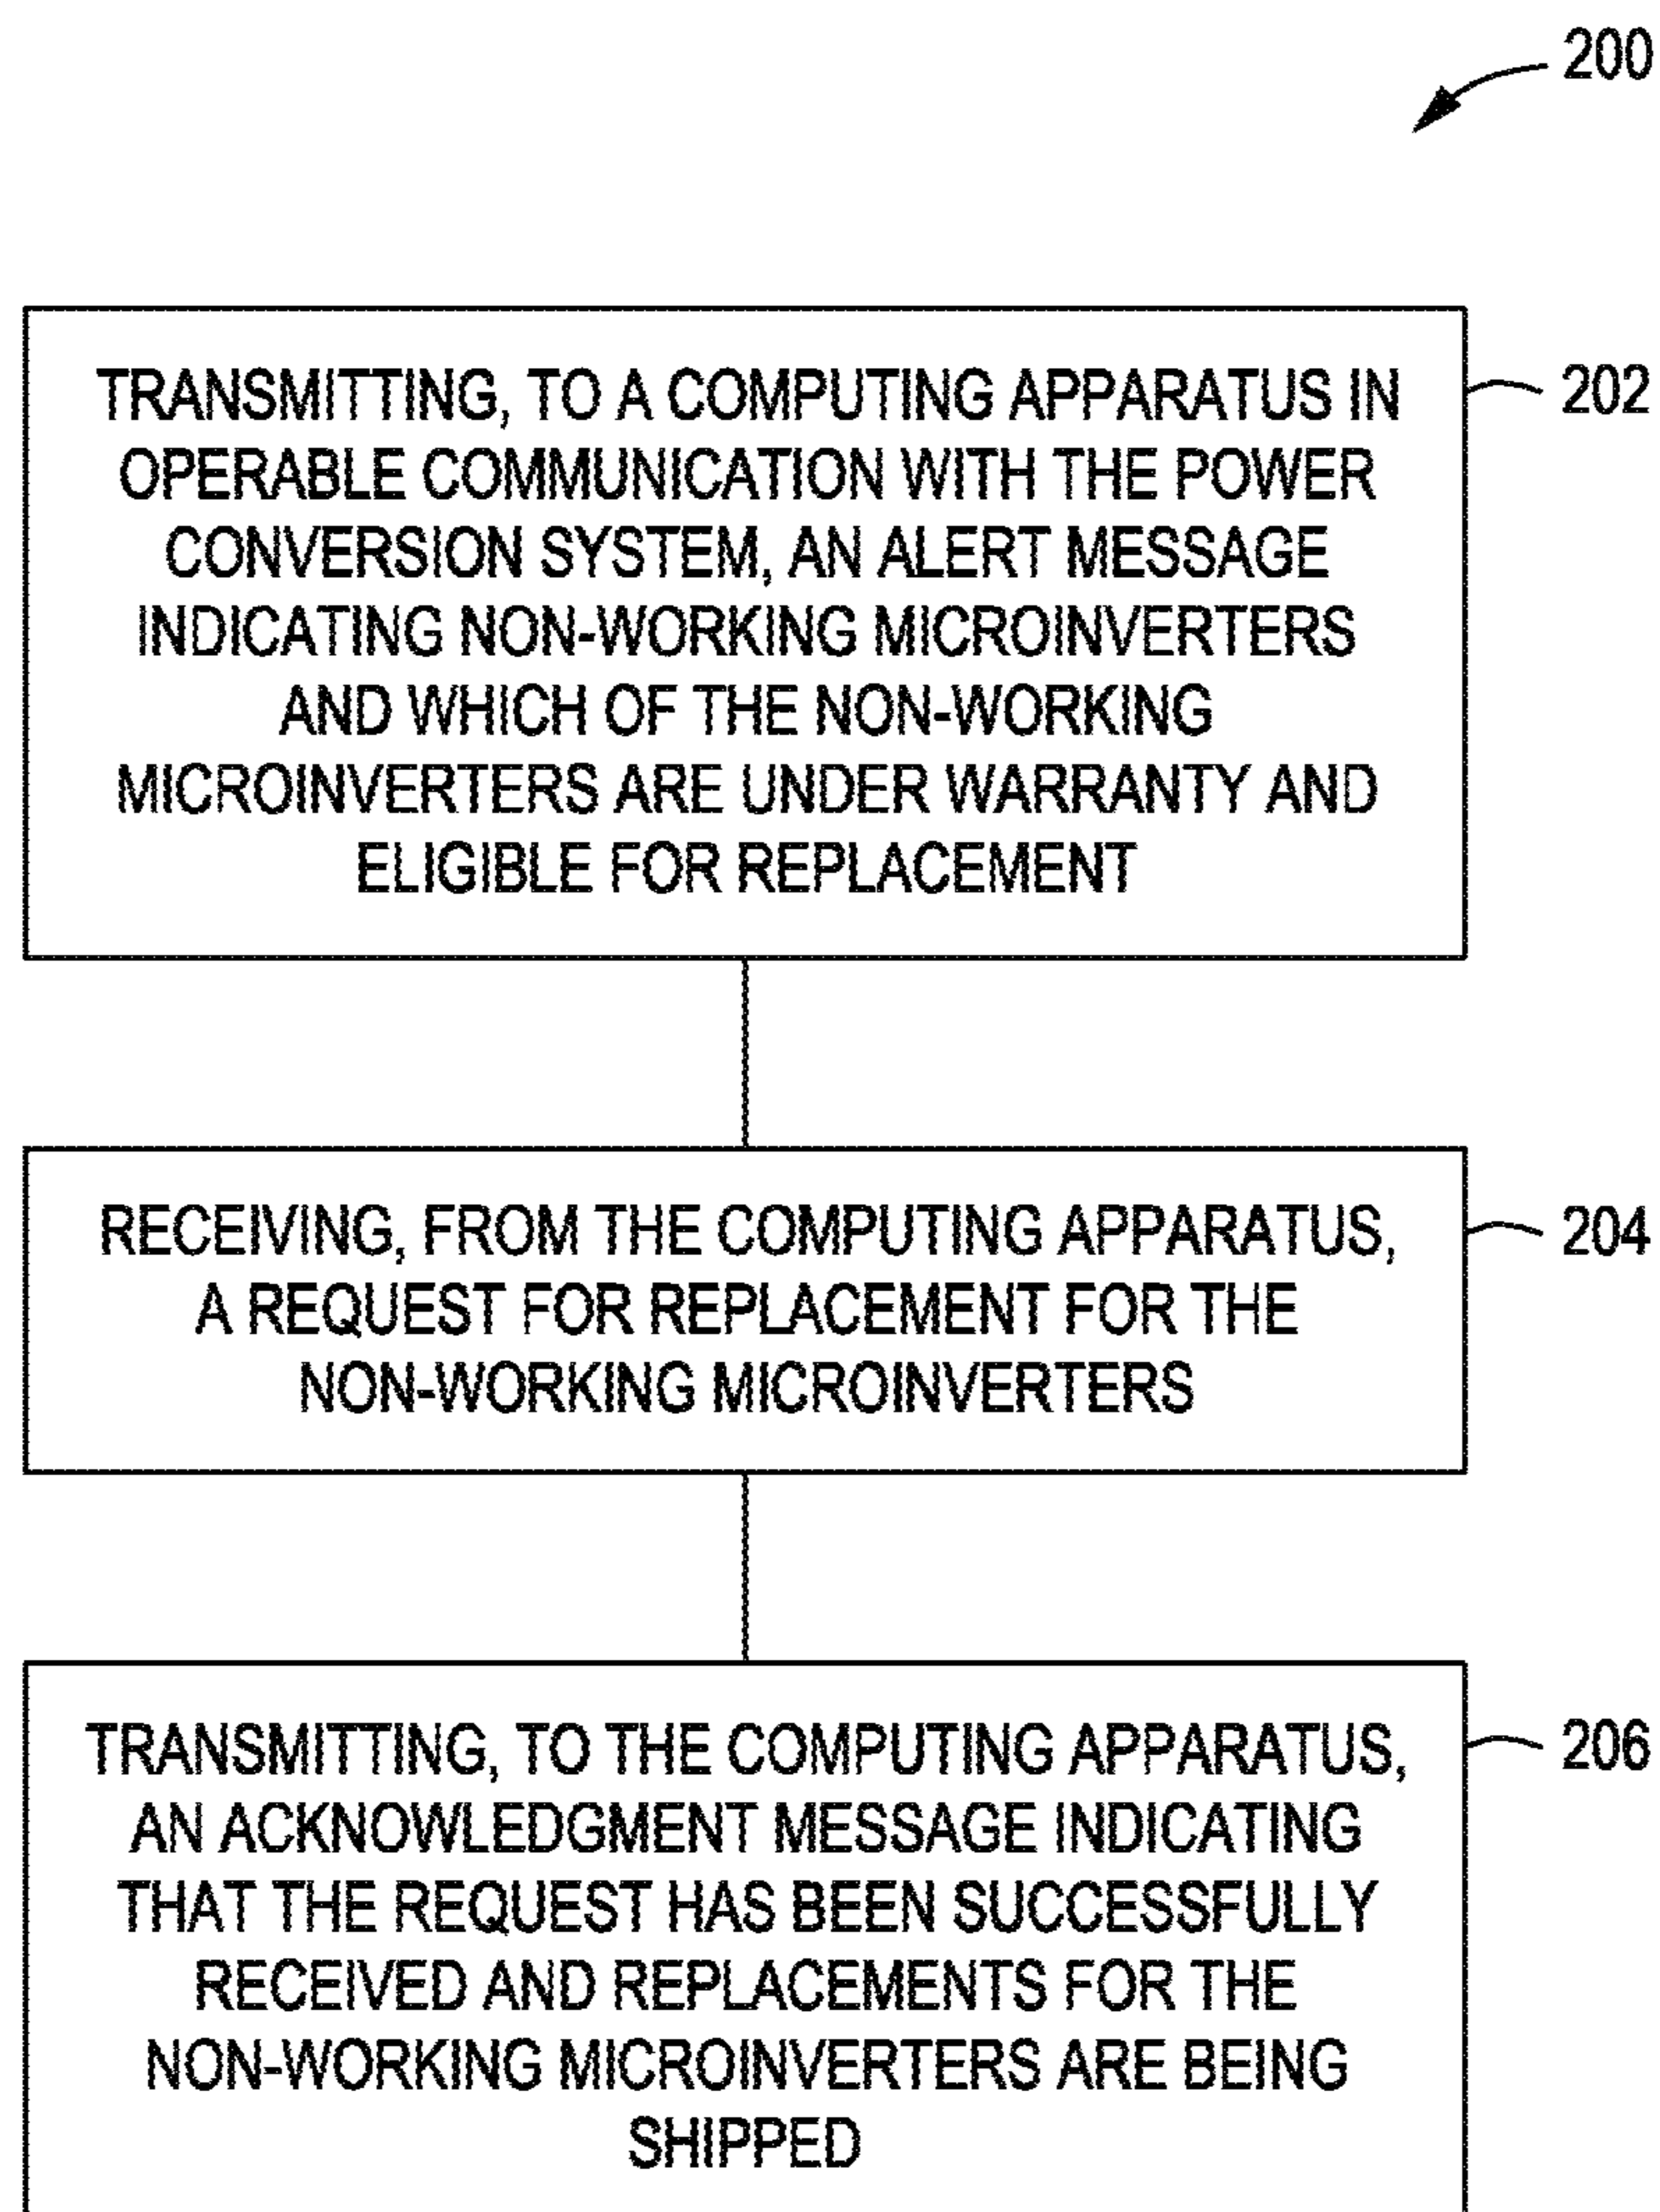 200
TRANSMITTING, TO A COMPUTING APPARATUS IN
OPERABLE COMMUNICATION WITH THE POWER
CONVERSION SYSTEM, AN ALERT MESSAGE
INDICATING NON-WORKING MICROINVERTERS
AND WHICH OF THE NON-WORKING
MICROINVERTERS ARE UNDER WARRANTY AND
ELIGIBLE FOR REPLACEMENT
202
RECEIVING, FROM THE COMPUTING APPARATUS,
A REQUEST FOR REPLACEMENT FOR THE
NON-WORKING MICROINVERTERS
204
TRANSMITTING, TO THE COMPUTING APPARATUS,
AN ACKNOWLEDGMENT MESSAGE INDICATING
THAT THE REQUEST HAS BEEN SUCCESSFULLY
RECEIVED AND REPLACEMENTS FOR THE
NON-WORKING MICROINVERTERS ARE BEING
SHIPPED
206